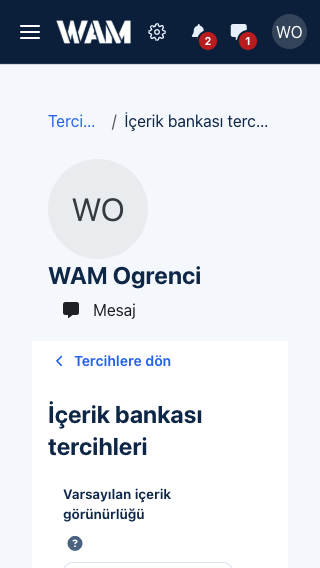 WAM
2
1
WO
Terci... / İçerik bankası terc...
WO
WAM Ogrenci
Mesaj
Tercihlere dön
İçerik bankası
tercihleri
Varsayılan içerik
görünürlüğü
?